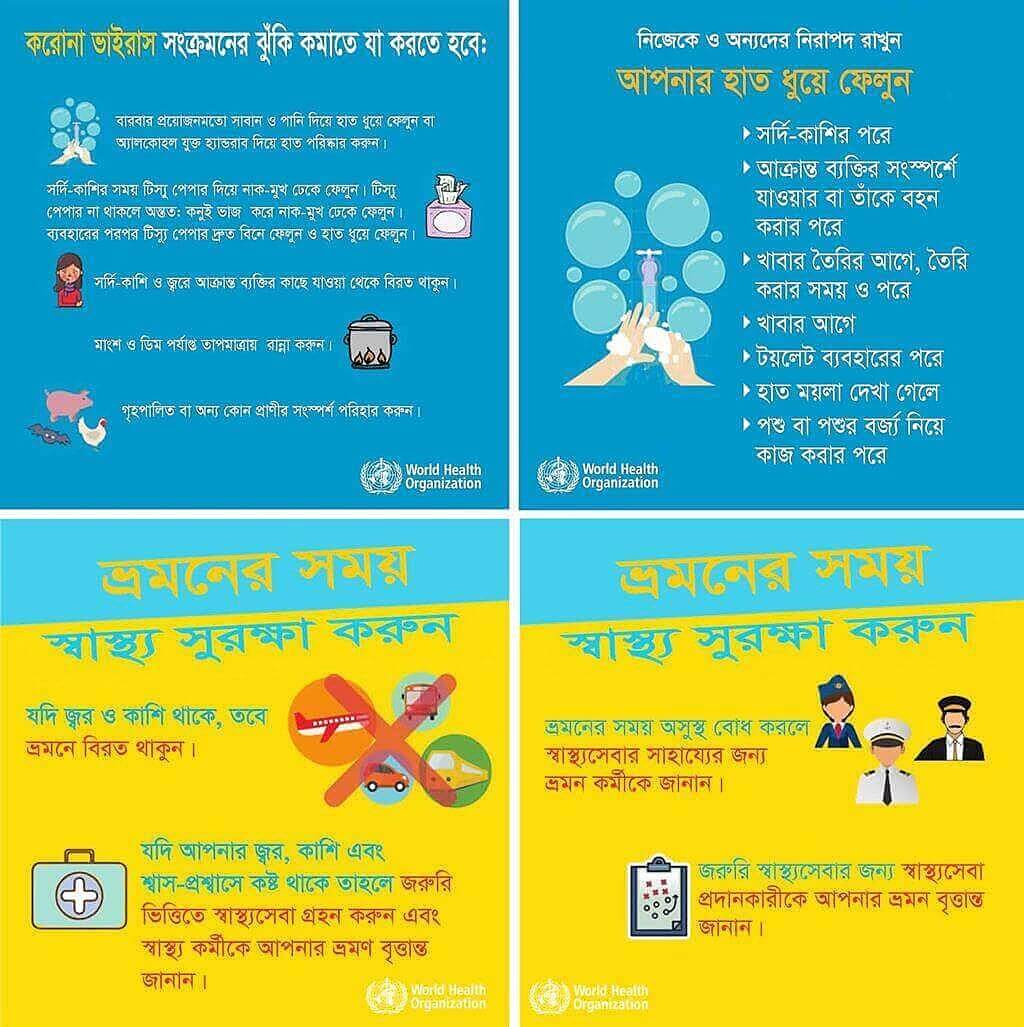 করোনা ভাইরাস সংক্রমনের ঝুঁকি কমাতে যা করতে হবে:
বারবার প্রয়োজনমতো সাবান ও পানি দিয়ে হাত ধুয়ে ফেলুন বা
অ্যালকোহল যুক্ত হ্যান্ডরাব দিয়ে হাত পরিষ্কার করুন।
সর্দি-কাশির সময় টিস্যু পেপার দিয়ে নাক-মুখ ঢেকে ফেলুন। টিস্যু
পেপার না থাকলে অন্তত: কনুই ভাজ করে নাক-মুখ ঢেকে ফেলুন।
ব্যবহারের পরপর টিস্যু পেপার দ্রুত বিনে ফেলুন ও হাত ধুয়ে ফেলুন।
সর্দি-কাশি ও জ্বরে আক্রান্ত ব্যক্তির কাছে যাওয়া থেকে বিরত থাকুন।
মাংশ ও ডিম পর্যাপ্ত তাপমাত্রায় রান্না করুন।
গৃহপালিত বা অন্য কোন প্রাণীর সংস্পর্শ পরিহার করুন।
World Health
Organization
নিজেকে ও অন্যদের নিরাপদ রাখুন
আপনার হাত ধুয়ে ফেলুন
সর্দি-কাশির পরে
আক্রান্ত ব্যক্তির সংস্পর্শে
যাওয়ার বা তাঁকে বহন
করার পরে
খাবার তৈরির আগে, তৈরি
করার সময় ও পরে
খাবার আগে
টয়লেট ব্যবহারের পরে
হাত ময়লা দেখা গেলে
পশু বা পশুর বর্জ্য নিয়ে
কাজ করার পরে
World Health
Organization
ভ্রমনের সময়
স্বাস্থ্য সুরক্ষা করুন
যদি জ্বর ও কাশি থাকে, তবে
ভ্রমনে বিরত থাকুন।
যদি আপনার জ্বর, কাশি এবং
শ্বাস-প্রশ্বাসে কষ্ট থাকে তাহলে জরুরি
ভিত্তিতে স্বাস্থ্যসেবা গ্রহন করুন এবং
স্বাস্থ্য কর্মীকে আপনার ভ্রমণ বৃত্তান্ত
জানান।
World Health
Organization
ভ্রমনের সময়
স্বাস্থ্য সুরক্ষা করুন
ভ্রমনের সময় অসুস্থ বোধ করলে
স্বাস্থ্যসেবার সাহায্যের জন্য
ভ্রমন কর্মীকে জানান।
জরুরি স্বাস্থ্যসেবার জন্য স্বাস্থ্যসেবা
প্রদানকারীকে আপনার ভ্রমন বৃত্তান্ত
জানান।
World Health
Organization